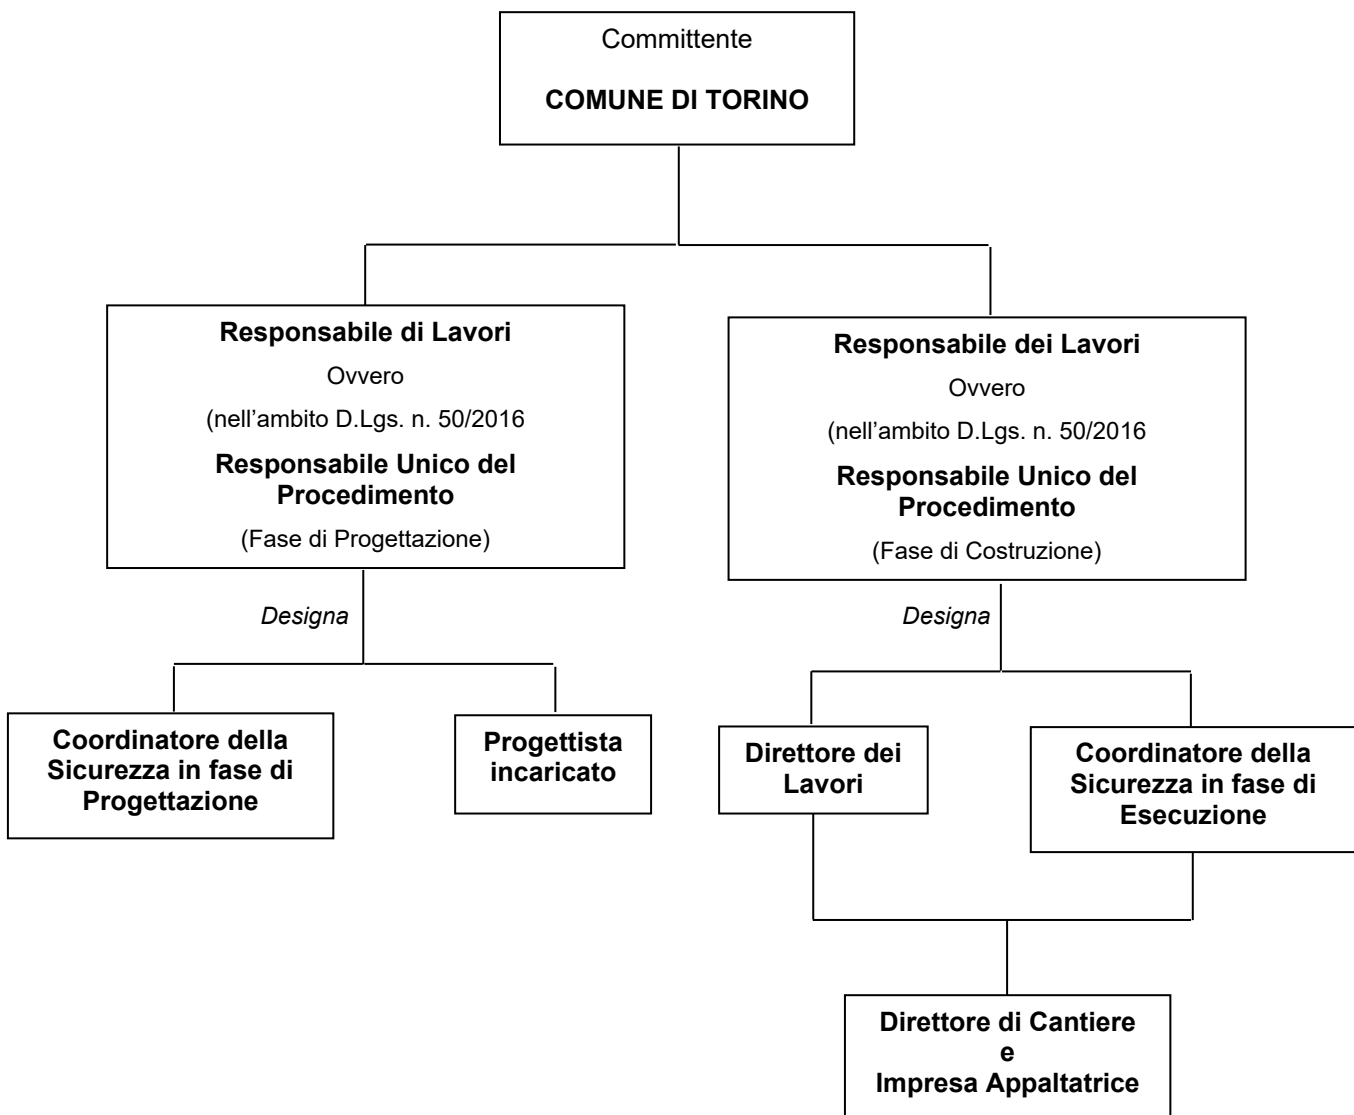 Committente
COMUNE DI TORINO
Responsabile di Lavori
Ovvero
(nell’ambito D.Lgs. n. 50/2016
Responsabile Unico del
Procedimento
(Fase di Progettazione)
Responsabile dei Lavori
Ovvero
(nell’ambito D.Lgs. n. 50/2016
Responsabile Unico del
Procedimento
(Fase di Costruzione)
Designa
Designa
Coordinatore della
Sicurezza in fase di
Progettazione
Progettista
incaricato
Direttore dei
Lavori
Coordinatore della
Sicurezza in fase di
Esecuzione
Direttore di Cantiere
e
Impresa Appaltatrice